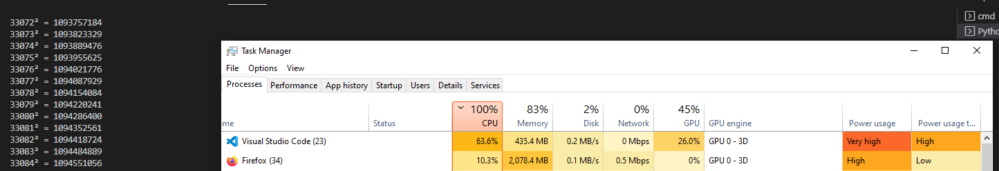 33072² = 1093757184
33073² = 1093823329
33074² = 1093889476
33075² = 1093955625
33076² = 1094021776
33077² = 1094087929
33078² = 1094154084
33079² = 1094220241
33080² = 1094286400
33081² = 1094352561
33082² = 1094418724
33083² = 1094484889
33084² = 1094551056
cmd
Pytho
Task Manager
File Options View
Processes Performance App history Startup Users Details Services
100% 83% 2% 0% 45%
me Status CPU Memory Disk Network GPU GPU engine Power usage Power usage t...
Visual Studio Code (23) 63.6% 435.4 MB 0.2 MB/s 0 Mbps 26.0% GPU 0 - 3D Very high High
Firefox (34) 10.3% 2,078.4 MB 0.1 MB/s 0.5 Mbps 0% GPU 0 - 3D High Low